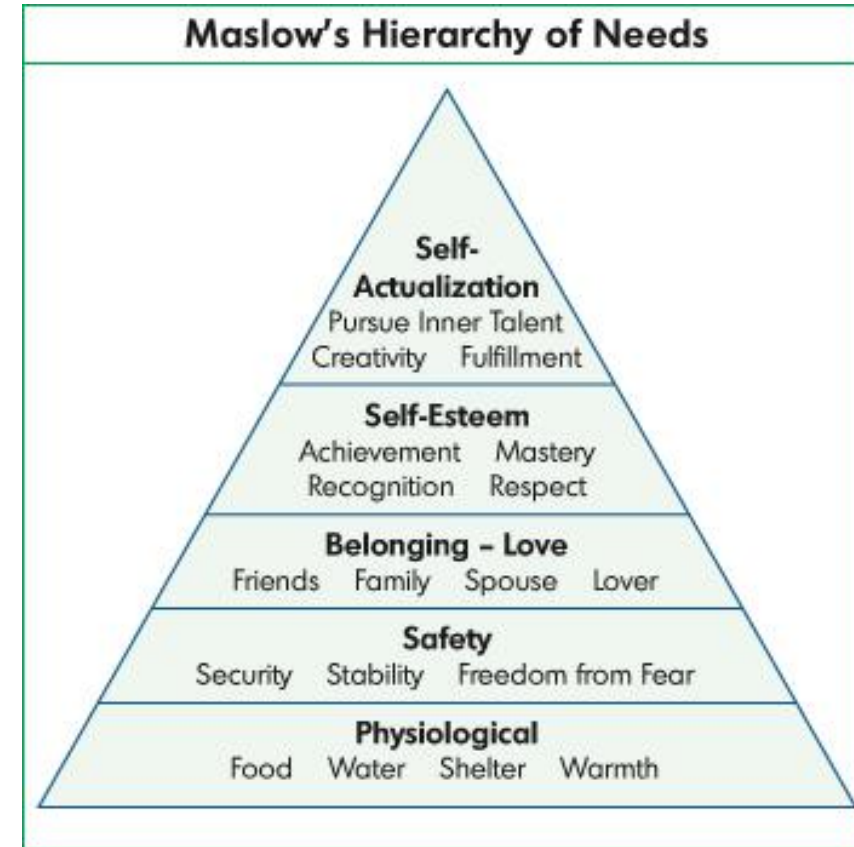 Maslow's Hierarchy of Needs
Self-
Actualization
Pursue Inner Talent
Creativity Fulfillment
Self-Esteem
Achievement Mastery
Recognition Respect
Belonging – Love
Friends Family Spouse Lover
Safety
Security Stability Freedom from Fear
Physiological
Food Water Shelter Warmth